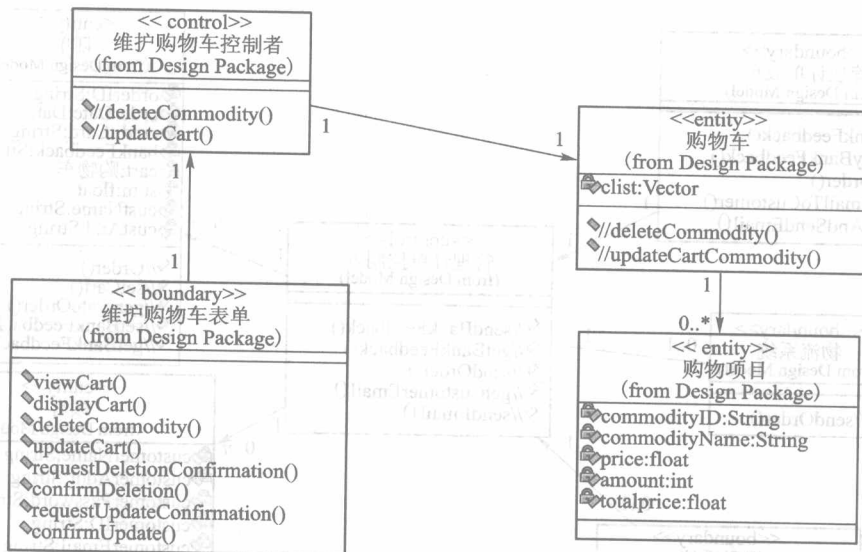 << control>>
维护购物车控制者
(from Design Package)
//deleteCommodity()
//updateCart()
1
1
1
1
<<entity>>
购物车
(from Design Package)
clist:Vector
//deleteCommodity()
//updateCartCommodity()
1
0..*
<< boundary>>
维护购物车表单
(from Design Package)
viewCart()
displayCart()
deleteCommodity()
updateCart()
requestDeletionConfirmation()
confirmDeletion()
requestUpdateConfirmation()
confirmUpdate()
<< entity>>
购物项目
(from Design Package)
commodityID:String
commodityName:String
price:float
amount:int
totalprice:float